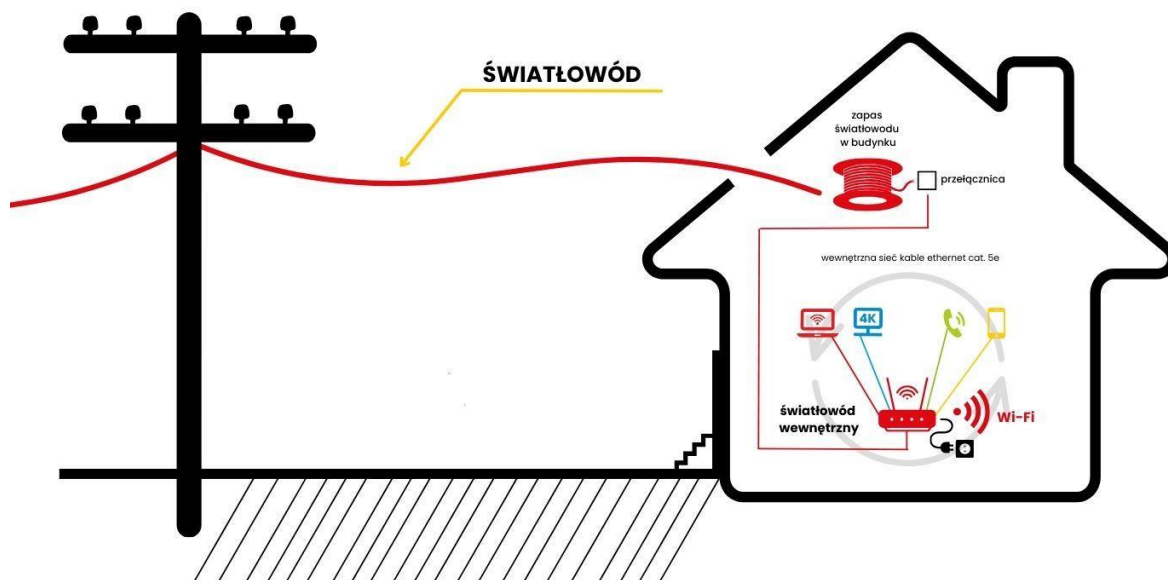 ŚWIATŁOWÓD
zapas
światłowodu
w budynku
przełącznica
wewnętrzna sieć kable ethernet cat. 5e
4K
światłowód
wewnętrzny
Wi-Fi